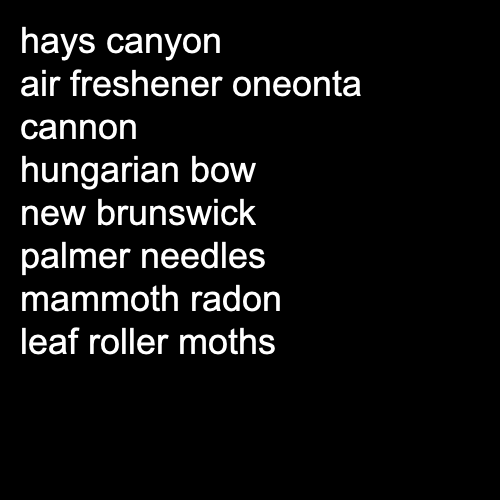 hays canyon
air freshener oneonta
cannon
hungarian bow
new brunswick
palmer needles
mammoth radon
leaf roller moths